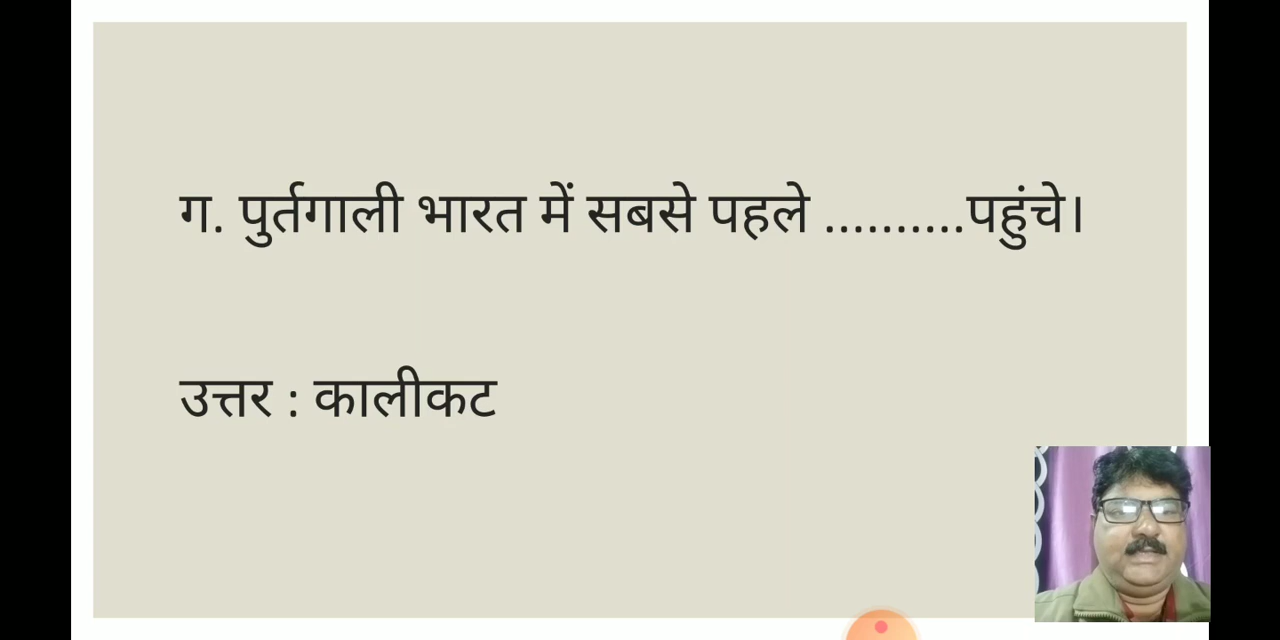 ग. पुर्तगाली भारत में सबसे पहले ..........पहुंचे।
उत्तर : कालीकट